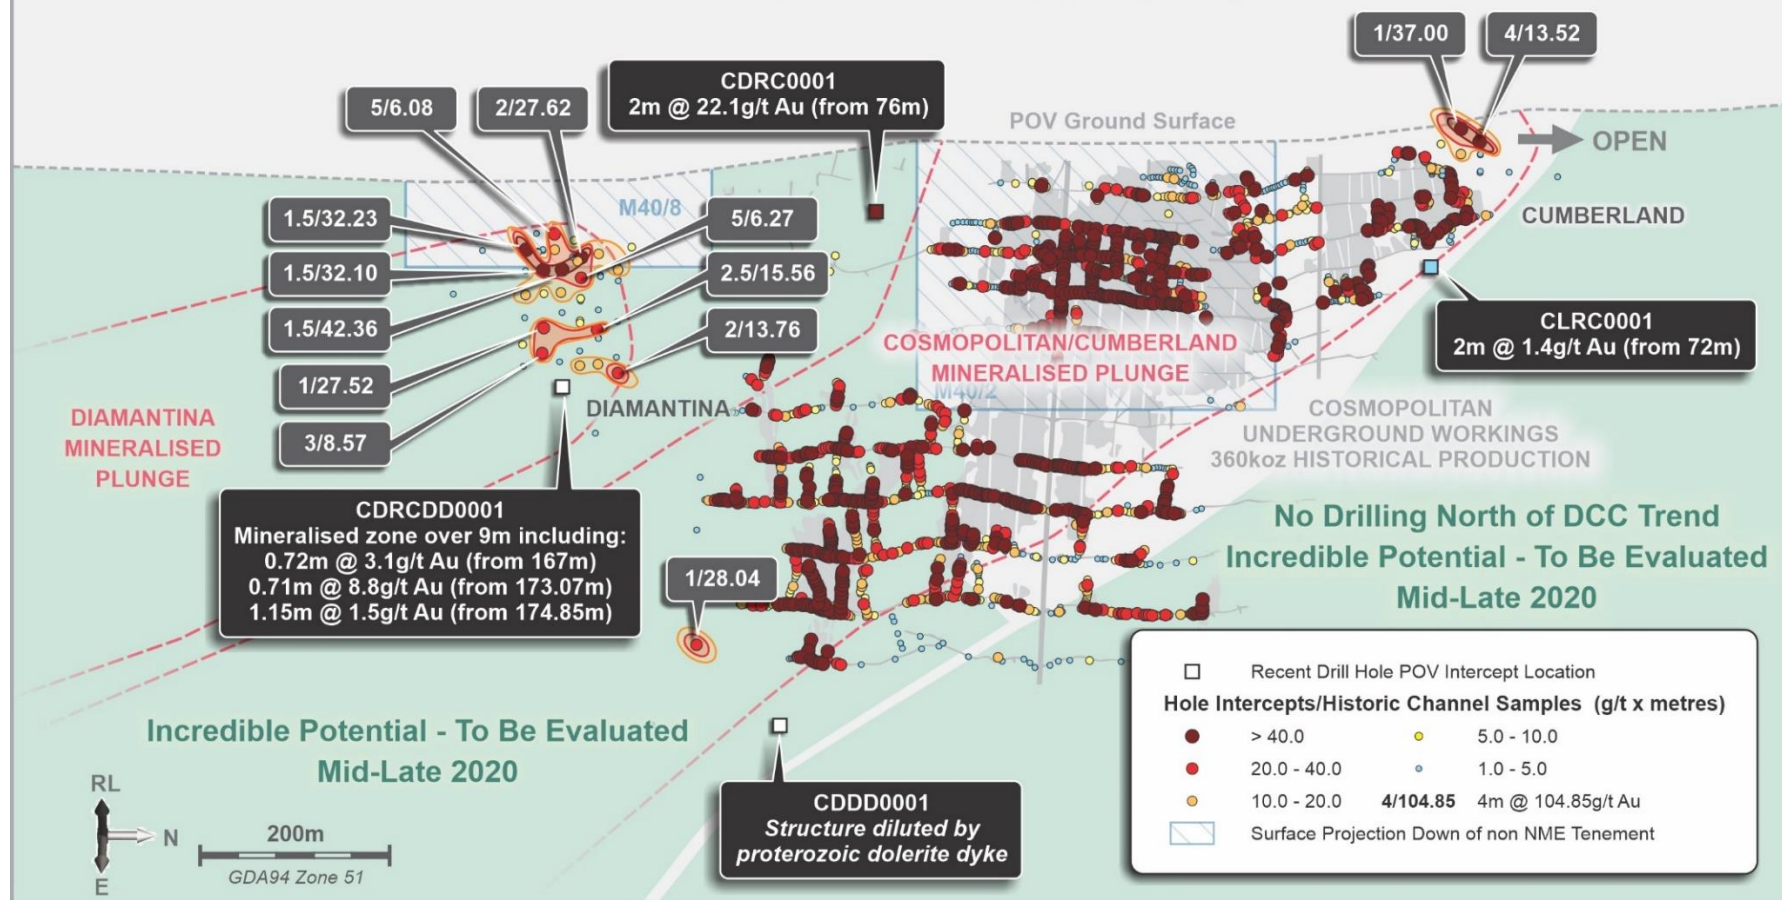 1/37.00
4/13.52
CDRC0001
2m @ 22.1g/t Au (from 76m)
5/6.08
2/27.62
POV Ground Surface
OPEN
M40/8
1.5/32.23
5/6.27
CUMBERLAND
1.5/32.10
2.5/15.56
1.5/42.36
2/13.76
CLRC0001
2m @ 1.4g/t Au (from 72m)
COSMOPOLITAN/CUMBERLAND
MINERALISED PLUNGE
M40/2
1/27.52
DIAMANTINA
3/8.57
DIAMANTINA
MINERALISED
PLUNGE
COSMOPOLITAN
UNDERGROUND WORKINGS
360koz HISTORICAL PRODUCTION
CDRCDD0001
Mineralised zone over 9m including:
0.72m @ 3.1g/t Au (from 167m)
0.71m @ 8.8g/t Au (from 173.07m)
1.15m @ 1.5g/t Au (from 174.85m)
No Drilling North of DCC Trend
Incredible Potential - To Be Evaluated
Mid-Late 2020
1/28.04
Incredible Potential - To Be Evaluated
Mid-Late 2020
CDDD0001
Structure diluted by
proterozoic dolerite dyke
RL
N
E
200m
GDA94 Zone 51
Recent Drill Hole POV Intercept Location
Hole Intercepts/Historic Channel Samples (g/t x metres)
> 40.0
5.0 - 10.0
20.0 - 40.0
1.0 - 5.0
10.0 - 20.0
4/104.85 4m @ 104.85g/t Au
Surface Projection Down of non NME Tenement